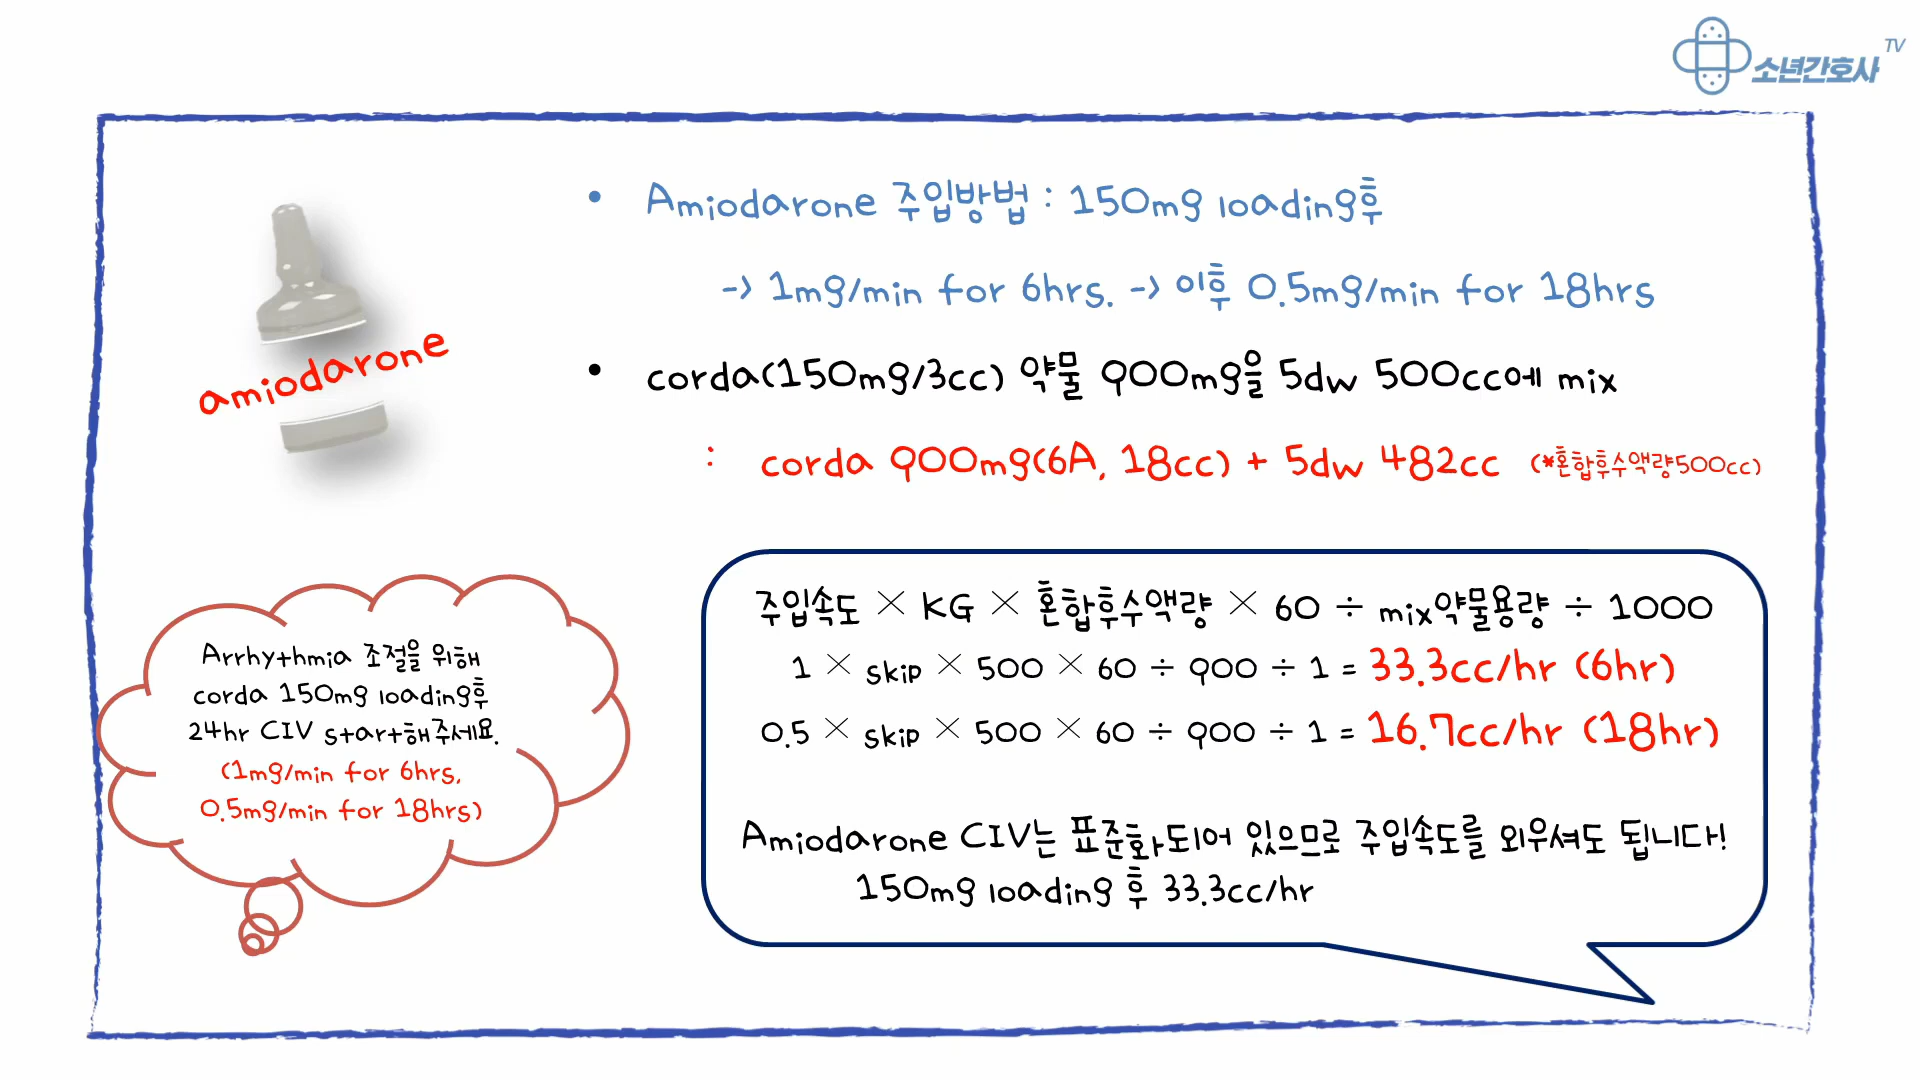 소년간호사 TV
• Amiodarone 주입방법 : 150mg loading후
-> 1mg/min for 6hrs. -> 이후 0.5mg/min for 18hrs
amiodarone
• corda(150mg/3cc) 약물 900mg을 5dw 500cc에 mix
: corda 900mg(6A, 18cc) + 5dw 482cc (*혼합후수액량500cc)
Arrhythmia 조절을 위해
corda 150mg loading후
24hr CIV start해주세요.
(1mg/min for 6hrs,
0.5mg/min for 18hrs)
주입속도 × KG × 혼합후수액량 × 60 ÷ mix약물용량 ÷ 1000
1 × skip × 500 × 60 ÷ 900 ÷ 1 = 33.3cc/hr (6hr)
0.5 × skip × 500 × 60 ÷ 900 ÷ 1 = 16.7cc/hr (18hr)
Amiodarone CIV는 표준화되어 있으므로 주입속도를 외우셔도 됩니다!
150mg loading 후 33.3cc/hr